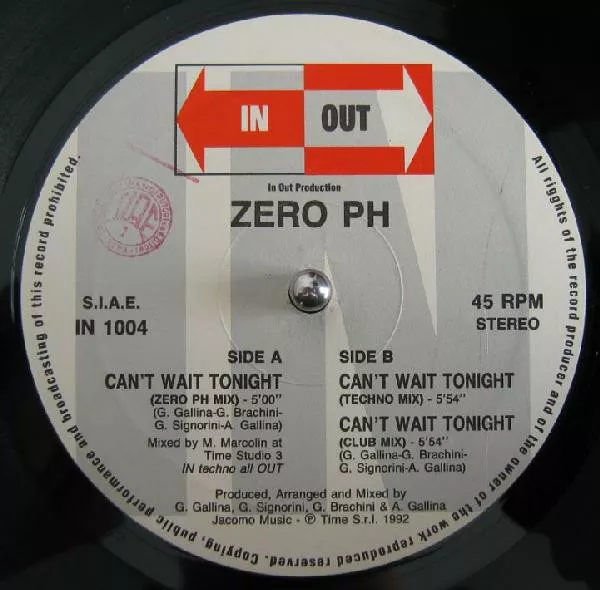 IN OUT
In Out Production
ZERO PH
S.I.A.E.
IN 1004
45 RPM
STEREO
SIDE A
CAN'T WAIT TONIGHT
(ZERO PH MIX) - 5'00"
(G. Gallina-G. Brachini-
G. Signorini-A. Gallina)
Mixed by M. Marcolin at
Time Studio 3
IN techno all OUT
SIDE B
CAN'T WAIT TONIGHT
(TECHNO MIX) - 5'54"
CAN'T WAIT TONIGHT
(CLUB MIX) - 5'54"
(G. Gallina-G. Brachini-
G. Signorini-A. Gallina)
Produced, Arranged and Mixed by
G. Gallina, G. Signorini, G. Brachini & A. Gallina
Jacomo Music - ℗ Time S.r.l. 1992
All rigghts of the record producer and of the owner of the work reproduced reserved. Copying, public performance and broadcasting of this record prohibited.